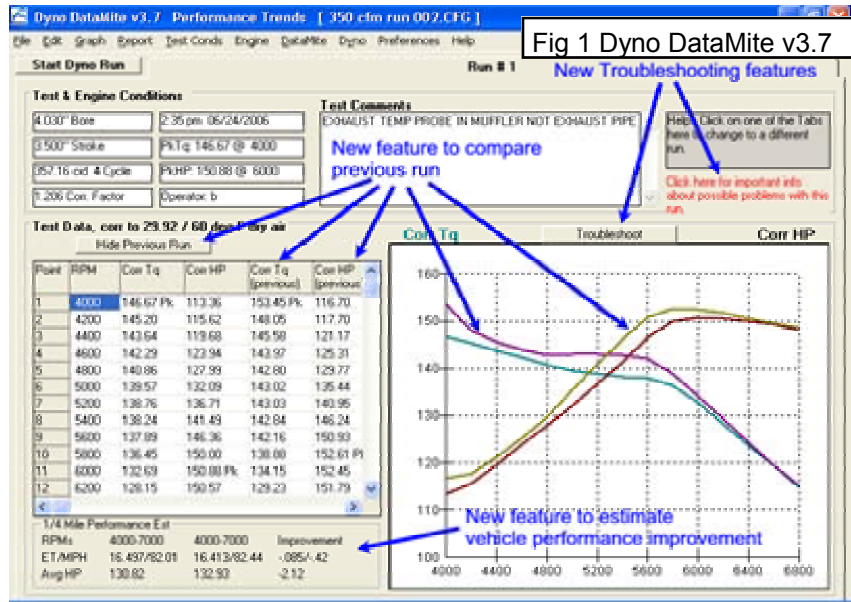 Dyno DataMite v3.7 Performance Trends [ 350 cfm run 002.CFG ]
Fig 1 Dyno DataMite v3.7
File Edit Graph Report Test Conds Engine DataMite Dyno Preferences Help
Start Dyno Run
Run # 1
New Troubleshooting features
Test & Engine Conditions
Test Comments
4.030" Bore
2:35 pm 06/24/2006
EXHAUST TEMP PROBE IN MUFFLER NOT EXHAUST PIPE
Help: Click on one of the Tabs
here to change to a different
run.
3.500" Stroke
Pk Tq: 146.67 @ 4000
New feature to compare
previous run
357.16 cid 4 Cycle
Pk HP: 150.88 @ 6000
Click here for important info
about possible problems with this
run.
1.206 Corr. Factor
Operator: b
Test Data, corr to 29.92 / 60 deg F dry air
Hide Previous Run
Corr Tq
Troubleshoot
Corr HP
Point RPM Corr Tq Corr HP Corr Tq (previous) Corr HP (previous
1 4000 146.67 Pk 113.36 153.45 Pk 116.70
2 4200 145.20 115.62 148.05 117.70
3 4400 143.64 119.68 145.58 121.17
4 4600 142.29 123.94 143.97 125.31
5 4800 140.86 127.99 142.80 129.77
6 5000 139.57 132.09 143.02 135.44
7 5200 138.76 136.71 143.03 140.95
8 5400 138.24 141.49 142.84 146.24
9 5600 137.89 146.36 142.16 150.93
10 5800 136.45 150.00 138.88 152.61 Pl
11 6000 132.69 150.88 Pk 134.15 152.45
12 6200 128.15 150.57 129.23 151.79
160
150
140
130
120
110
100
4000 4400 4800 5200 5600 6000 6400 6800
1/4 Mile Performance Est
RPMs 4000-7000 4000-7000 Improvement
ET/MPH 16.497/82.01 16.413/82.44 -.085/-.42
Avg HP 130.82 132.93 -2.12
New feature to estimate
vehicle performance improvement